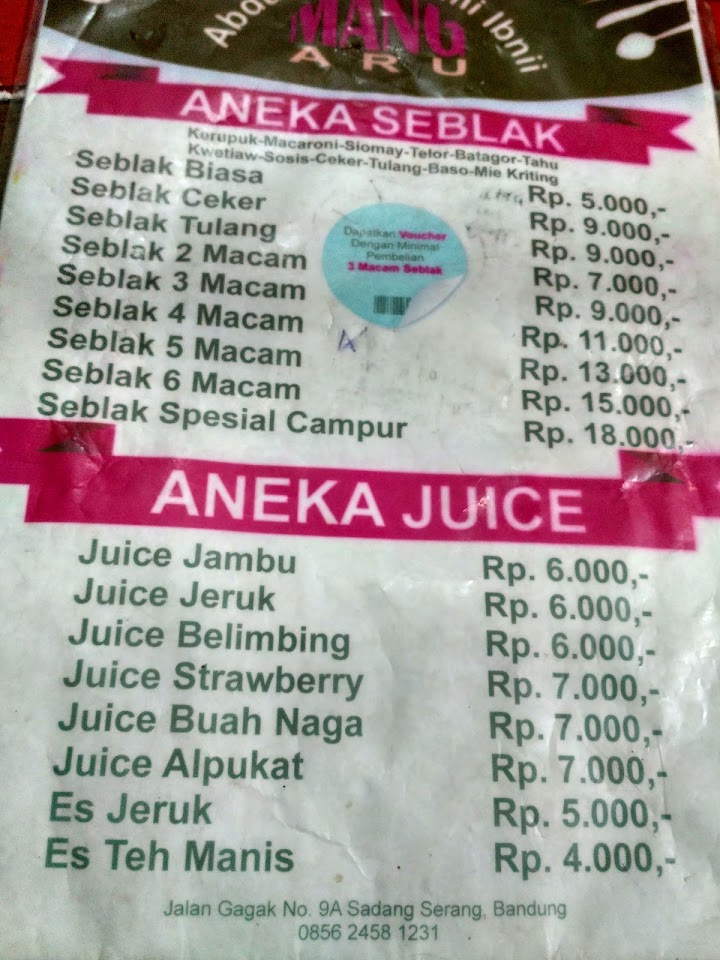 MANG
Ibnii
ARU
ANEKA SEBLAK
Kerupuk-Macaroni-Siomay-Telor-Batagor-Tahu
Kwetiaw-Sosis-Ceker-Tulang-Baso-Mie Kriting
Seblak Biasa Rp. 5.000,-
Seblak Ceker Rp. 9.000,-
Seblak Tulang Rp. 9.000,-
Seblak 2 Macam Rp. 7.000,-
Seblak 3 Macam Rp. 9.000,-
Seblak 4 Macam Rp. 11.000,-
Seblak 5 Macam Rp. 13.000,-
Seblak 6 Macam Rp. 15.000,-
Seblak Spesial Campur Rp. 18.000,-
Dapatkan Voucher
Dengan Minimal
Pembelian
3 Macam Seblak
ANEKA JUICE
Juice Jambu Rp. 6.000,-
Juice Jeruk Rp. 6.000,-
Juice Belimbing Rp. 6.000,-
Juice Strawberry Rp. 7.000,-
Juice Buah Naga Rp. 7.000,-
Juice Alpukat Rp. 7.000,-
Es Jeruk Rp. 5.000,-
Es Teh Manis Rp. 4.000,-
Jalan Gagak No. 9A Sadang Serang, Bandung
0856 2458 1231